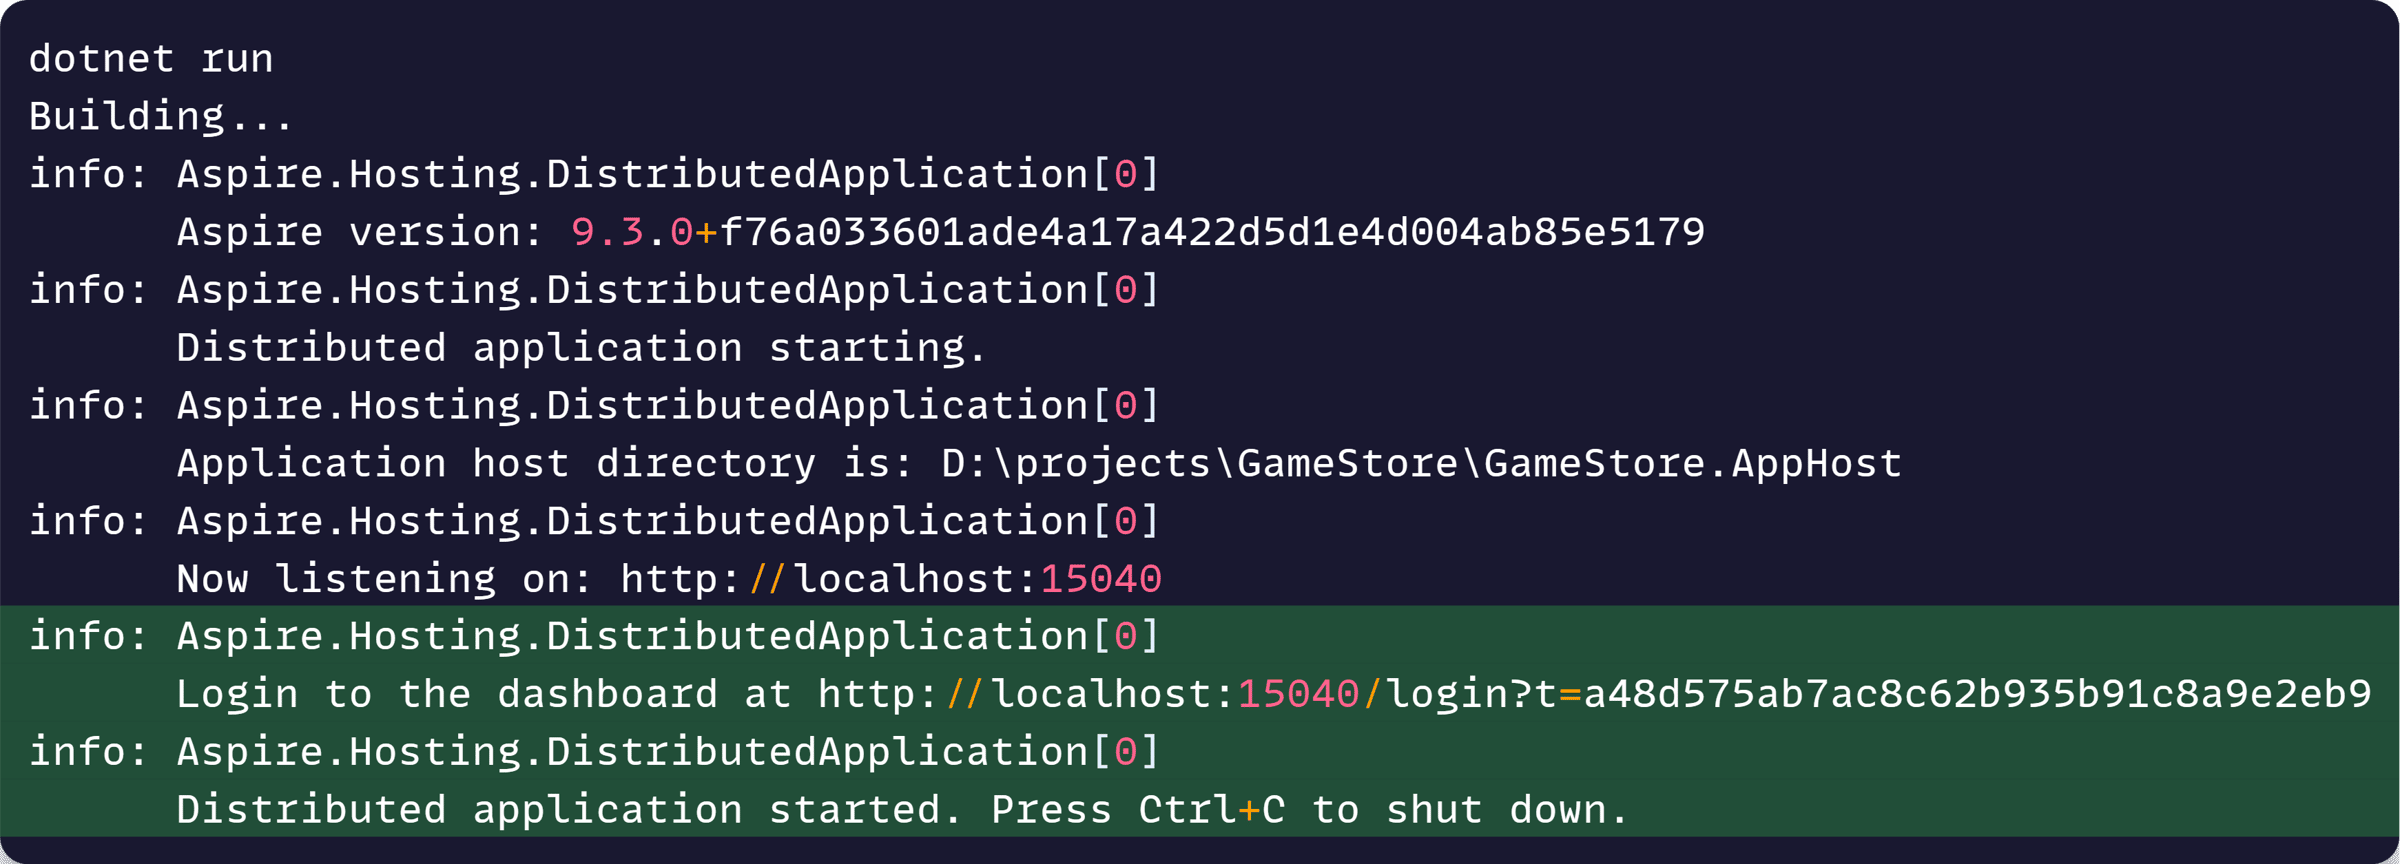 dotnet run
Building...
info: Aspire.Hosting.DistributedApplication[0]
      Aspire version: 9.3.0+f76a033601ade4a17a422d5d1e4d004ab85e5179
info: Aspire.Hosting.DistributedApplication[0]
      Distributed application starting.
info: Aspire.Hosting.DistributedApplication[0]
      Application host directory is: D:\projects\GameStore\GameStore.AppHost
info: Aspire.Hosting.DistributedApplication[0]
      Now listening on: http://localhost:15040
info: Aspire.Hosting.DistributedApplication[0]
      Login to the dashboard at http://localhost:15040/login?t=a48d575ab7ac8c62b935b91c8a9e2eb9
info: Aspire.Hosting.DistributedApplication[0]
      Distributed application started. Press Ctrl+C to shut down.